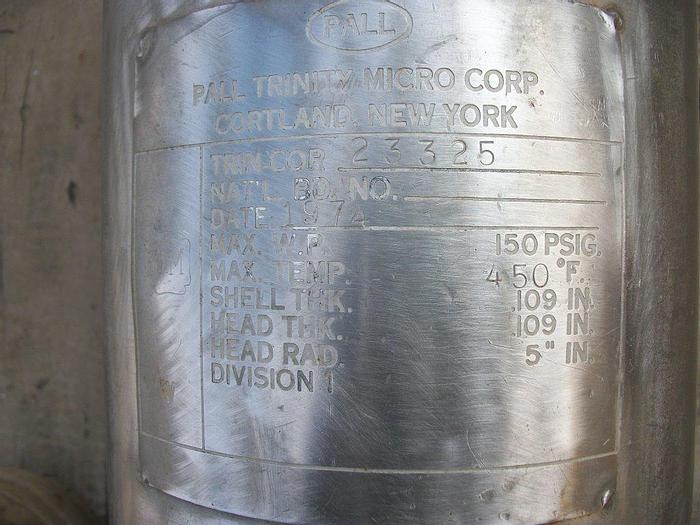 PALL
PALL TRINITY MICRO CORP.
CORTLAND, NEW YORK
TRIN-COR 23325
NAT'L. BD. NO.
DATE 1974
MAX. W.P. 150 PSIG.
MAX. TEMP. 450 °F.
SHELL THK. .109 IN.
HEAD THK. .109 IN.
HEAD RAD. 5" IN.
DIVISION 1
W